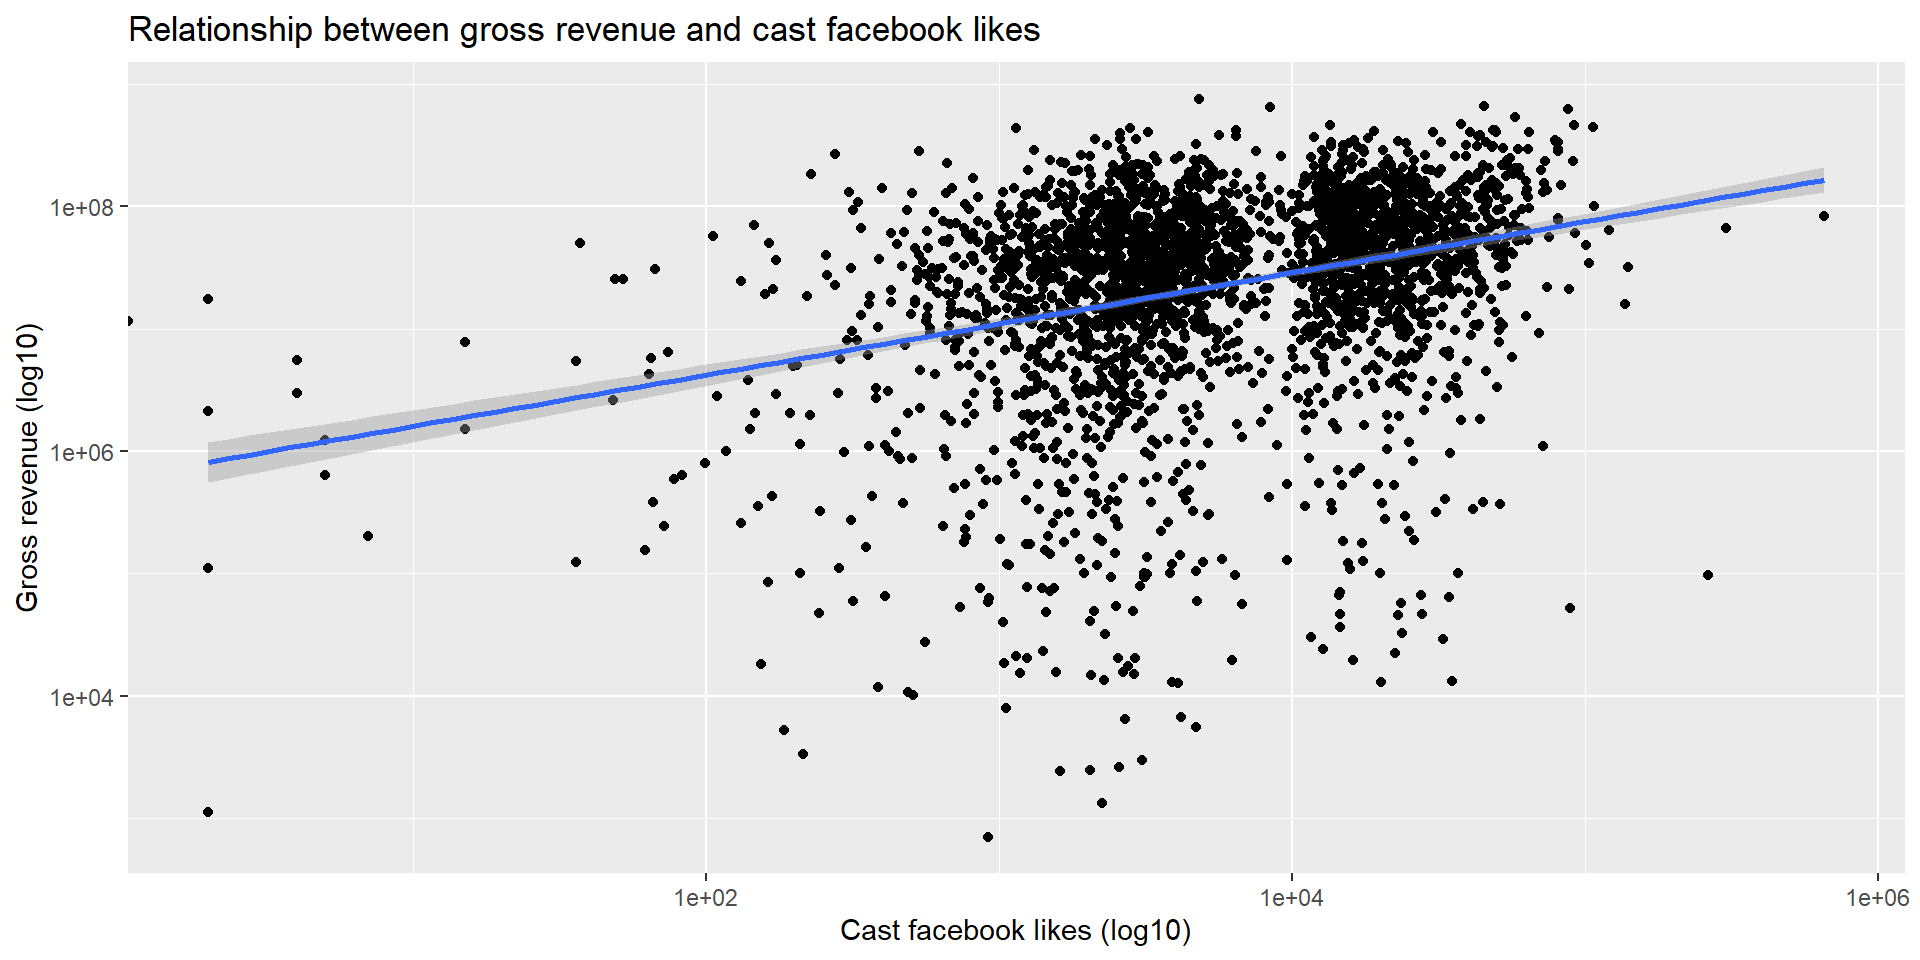 Relationship between gross revenue and cast facebook likes
Gross revenue (log10)
1e+08
1e+06
1e+04
1e+02
1e+04
1e+06
Cast facebook likes (log10)